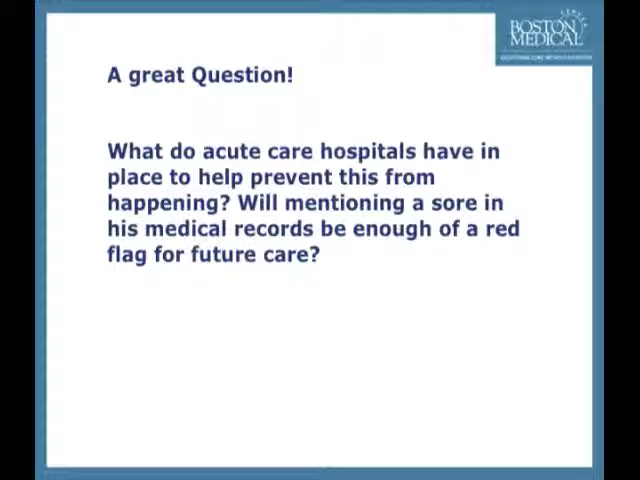 BOSTON
MEDICAL
CENTER
A great Question!
What do acute care hospitals have in
place to help prevent this from
happening? Will mentioning a sore in
his medical records be enough of a red
flag for future care?